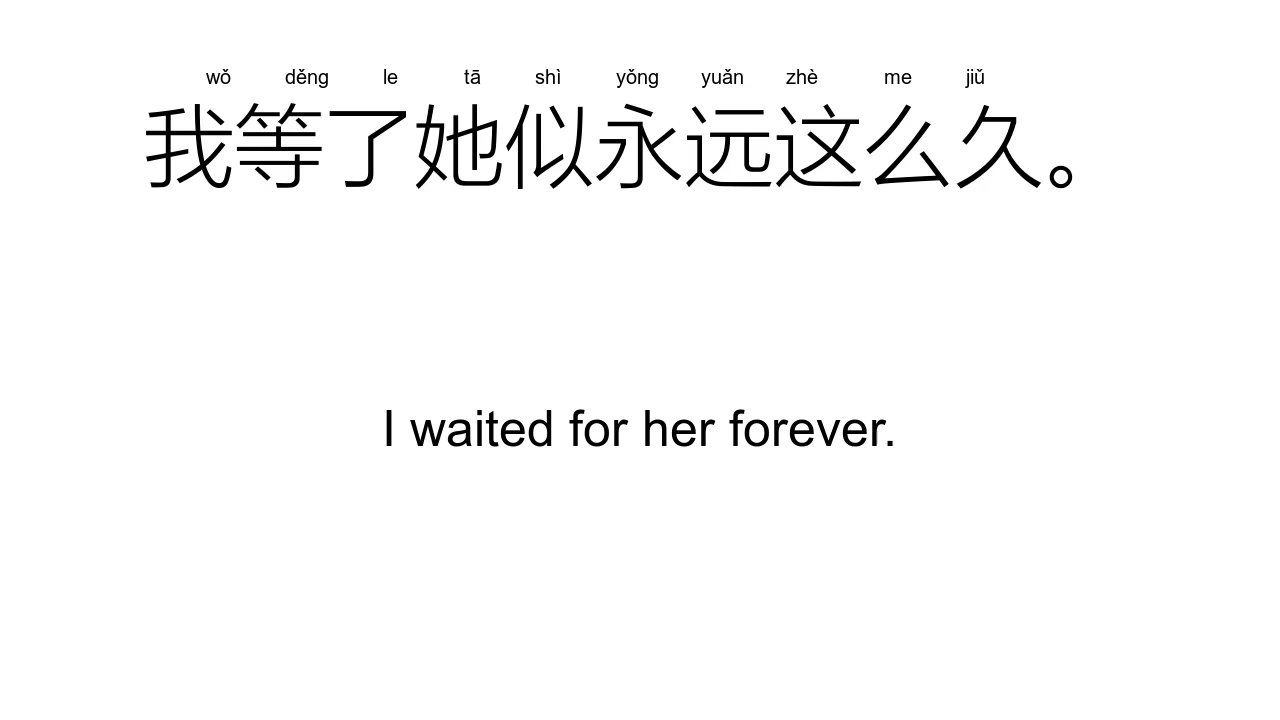 wǒ děng le tā shì yǒng yuǎn zhè me jiǔ
我等了她似永远这么久。
I waited for her forever.